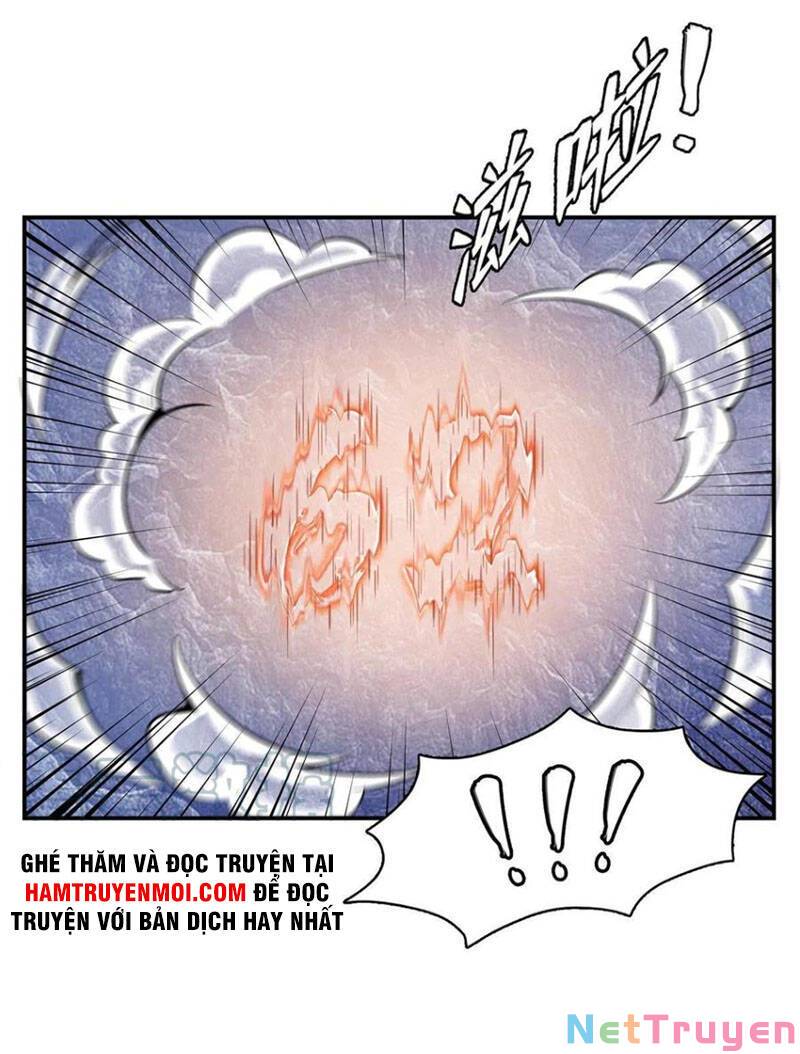 滋啦!
62
!!!
GHÉ THĂM VÀ ĐỌC TRUYỆN TẠI
HAMTRUYENMOI.COM ĐỂ ĐỌC
TRUYỆN VỚI BẢN DỊCH HAY NHẤT
NetTruyen